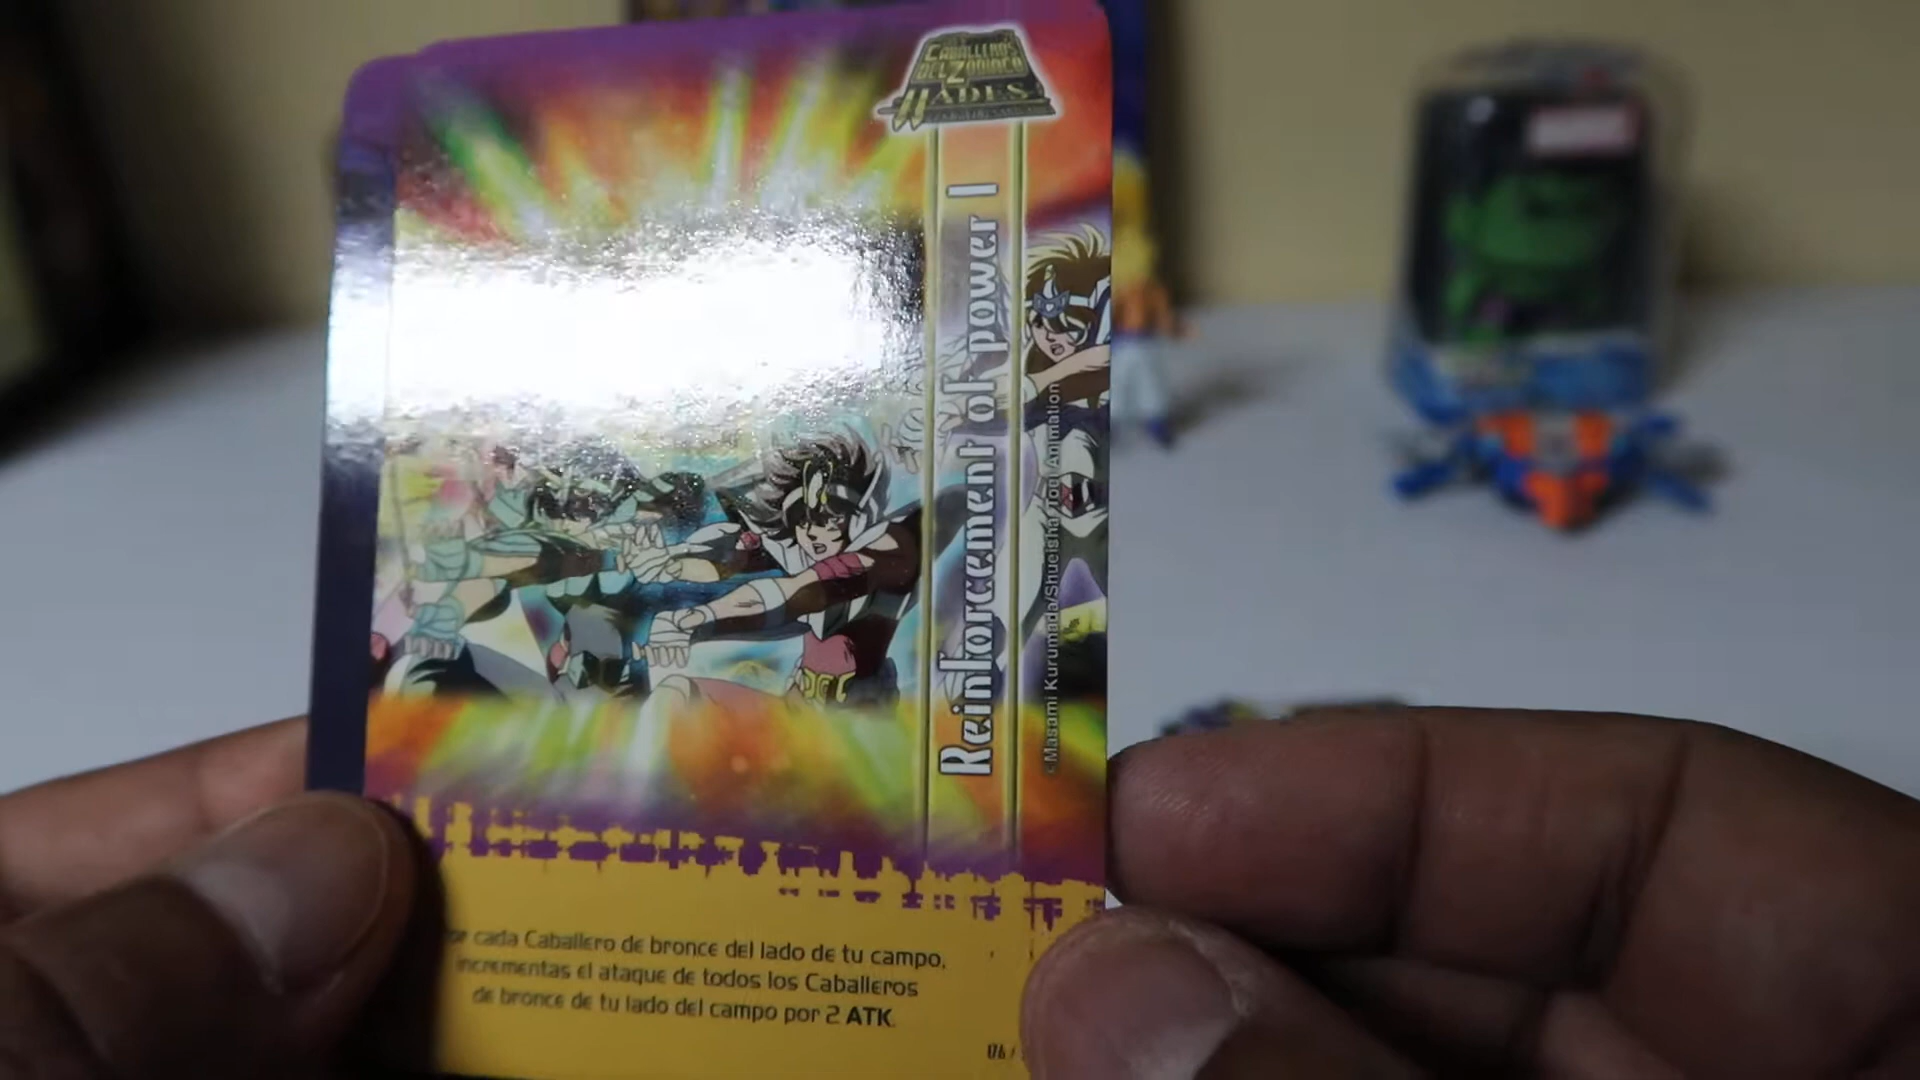 CABALLEROS
DEL ZODIACO
HADES
Reinforcement of power I
Masami Kurumada/Shueisha/Toei Animation
cada Caballero de bronce del lado de tu campo,
incrementas el ataque de todos los Caballeros
de bronce de tu lado del campo por 2 ATK.